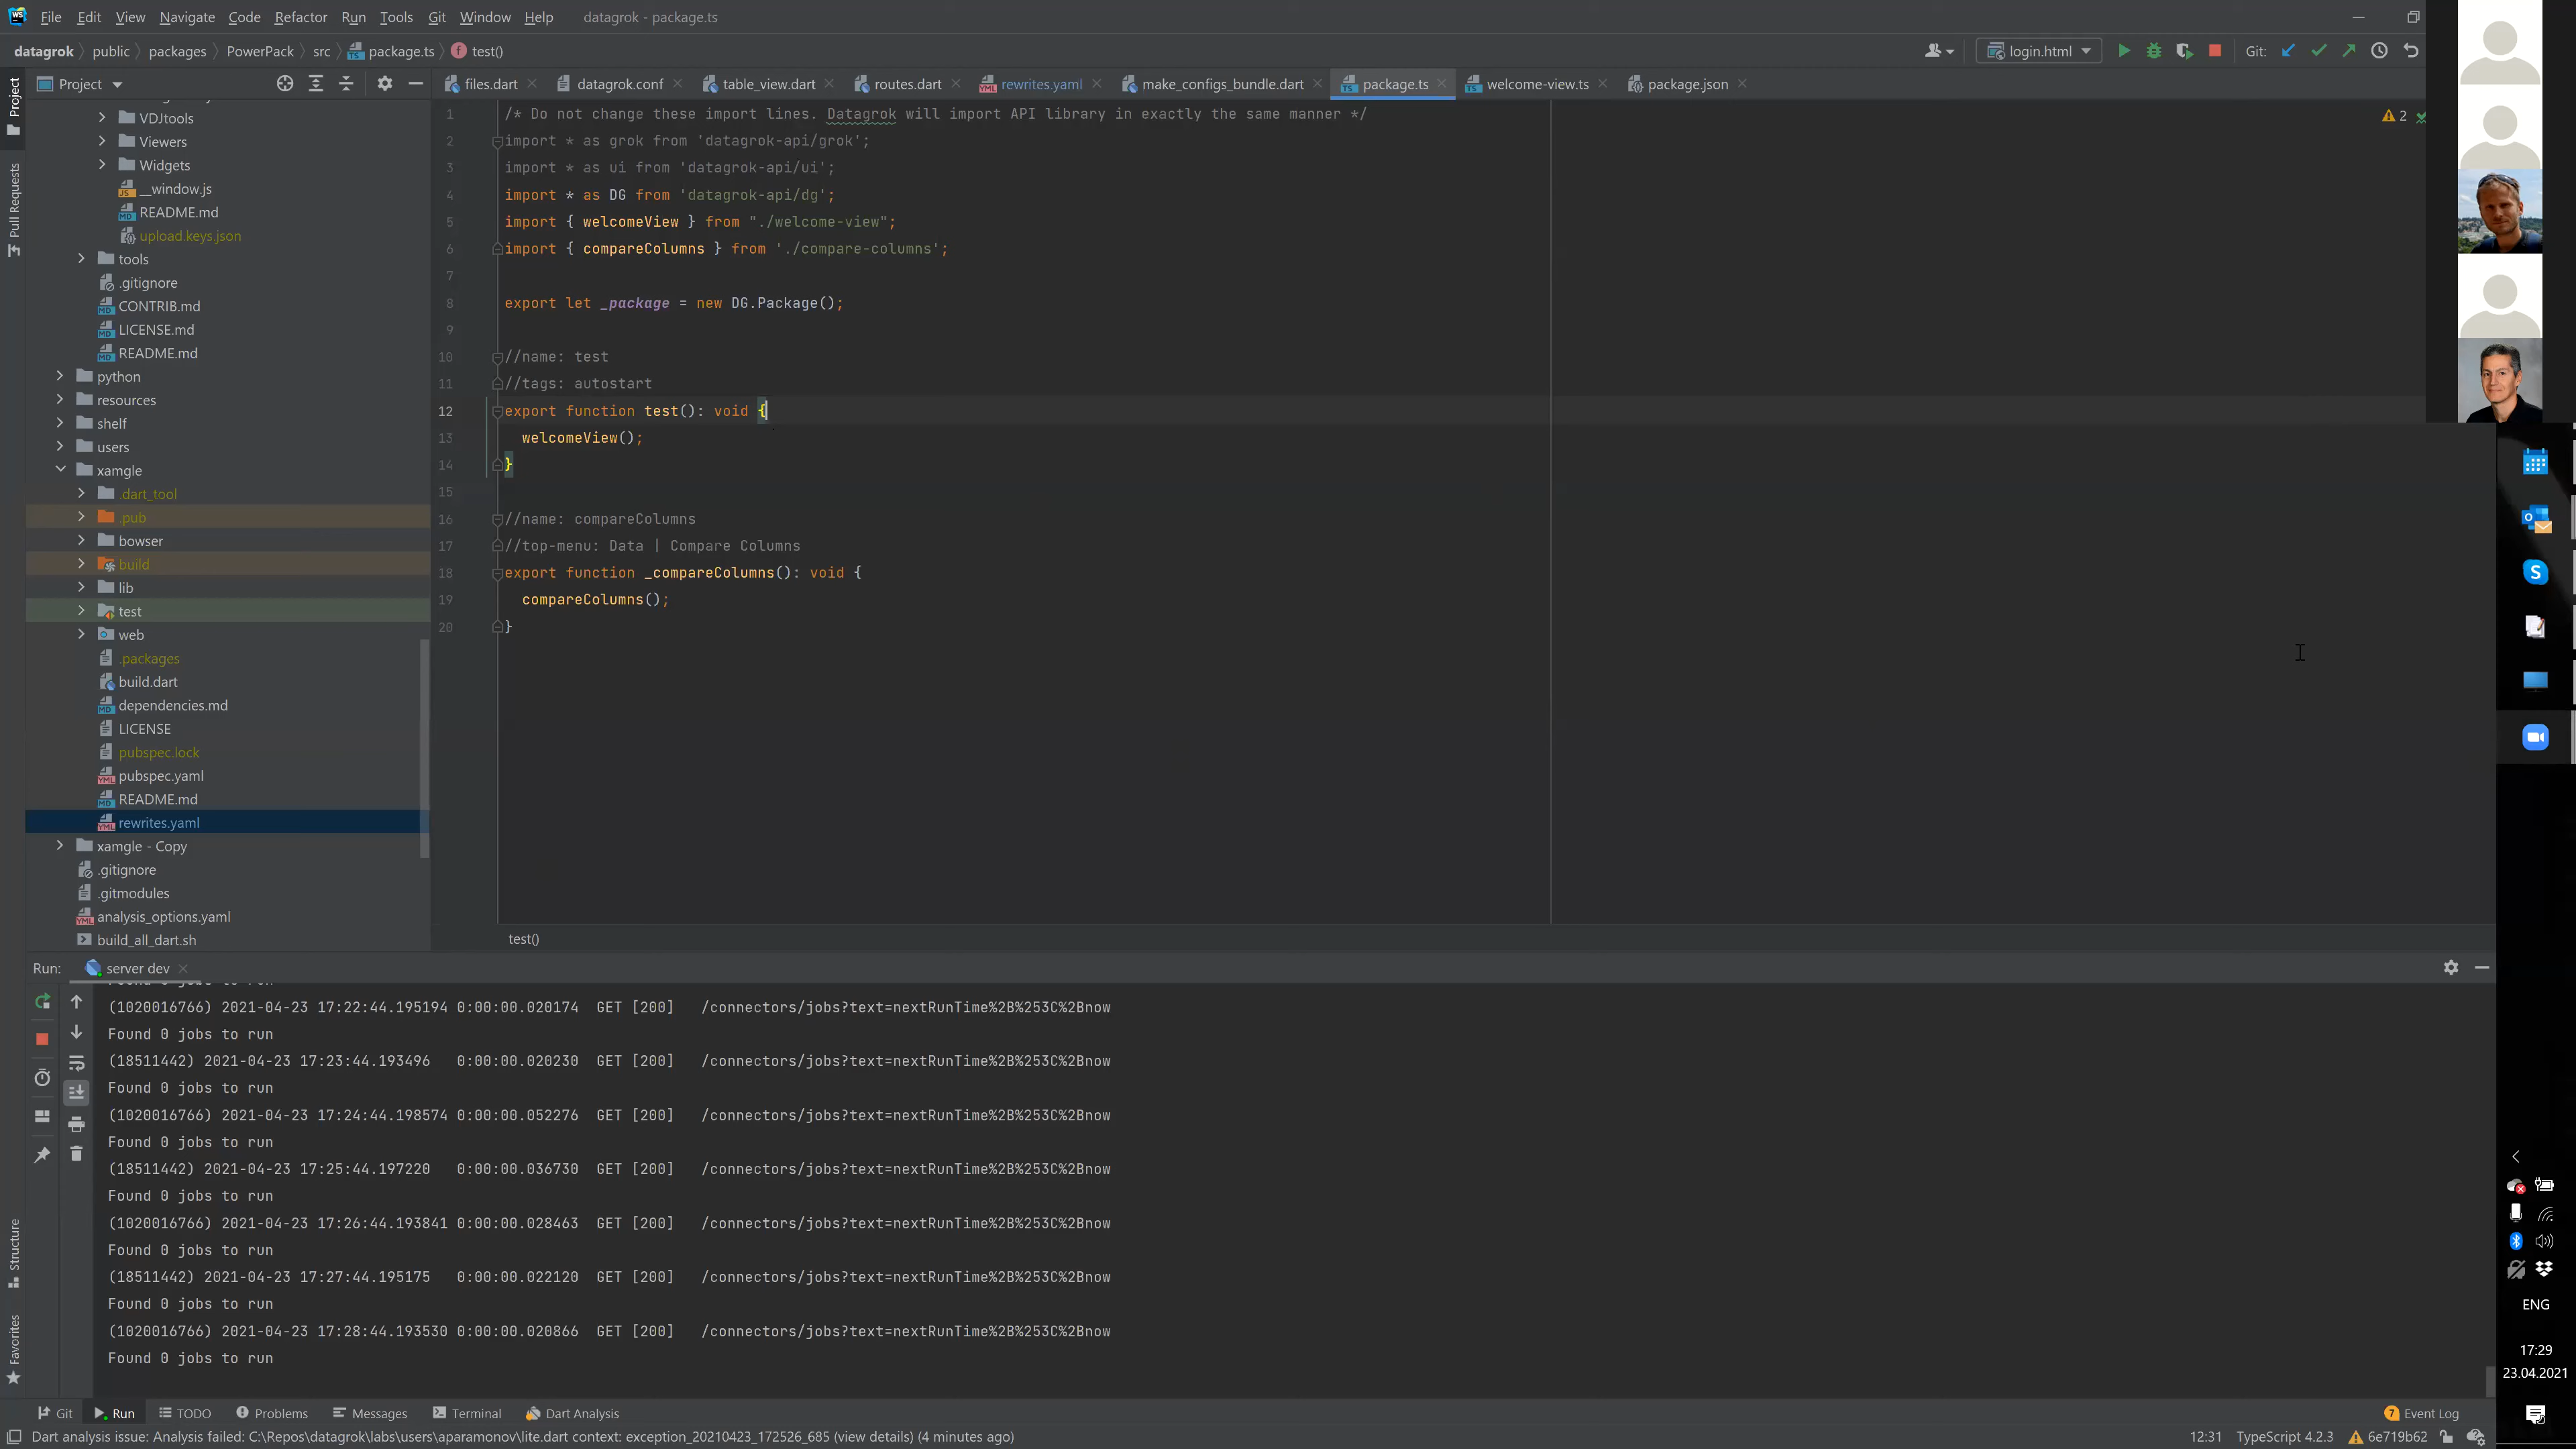 File Edit View Navigate Code Refactor Run Tools Git Window Help datagrok - package.ts
datagrok public packages PowerPack src package.ts test()
login.html Git:
Project
files.dart datagrok.conf table_view.dart routes.dart rewrites.yaml make_configs_bundle.dart package.ts welcome-view.ts package.json
Project
Pull Requests
Structure
Favorites
VDJtools
Viewers
Widgets
__window.js
README.md
upload.keys.json
tools
.gitignore
CONTRIB.md
LICENSE.md
README.md
python
resources
shelf
users
xamgle
.dart_tool
.pub
bowser
build
lib
test
web
.packages
build.dart
dependencies.md
LICENSE
pubspec.lock
pubspec.yaml
README.md
rewrites.yaml
xamgle - Copy
.gitignore
.gitmodules
analysis_options.yaml
build_all_dart.sh
1 /* Do not change these import lines. Datagrok will import API library in exactly the same manner */
2 import * as grok from 'datagrok-api/grok';
3 import * as ui from 'datagrok-api/ui';
4 import * as DG from 'datagrok-api/dg';
5 import { welcomeView } from "./welcome-view";
6 import { compareColumns } from './compare-columns';
7
8 export let _package = new DG.Package();
9
10 //name: test
11 //tags: autostart
12 export function test(): void {
13 welcomeView();
14 }
15
16 //name: compareColumns
17 //top-menu: Data | Compare Columns
18 export function _compareColumns(): void {
19 compareColumns();
20 }
2
test()
Run: server dev
Found 0 jobs to run
(1020016766) 2021-04-23 17:22:44.195194 0:00:00.020174 GET [200] /connectors/jobs?text=nextRunTime%2B%253C%2Bnow
Found 0 jobs to run
(18511442) 2021-04-23 17:23:44.193496 0:00:00.020230 GET [200] /connectors/jobs?text=nextRunTime%2B%253C%2Bnow
Found 0 jobs to run
(1020016766) 2021-04-23 17:24:44.198574 0:00:00.052276 GET [200] /connectors/jobs?text=nextRunTime%2B%253C%2Bnow
Found 0 jobs to run
(18511442) 2021-04-23 17:25:44.197220 0:00:00.036730 GET [200] /connectors/jobs?text=nextRunTime%2B%253C%2Bnow
Found 0 jobs to run
(1020016766) 2021-04-23 17:26:44.193841 0:00:00.028463 GET [200] /connectors/jobs?text=nextRunTime%2B%253C%2Bnow
Found 0 jobs to run
(18511442) 2021-04-23 17:27:44.195175 0:00:00.022120 GET [200] /connectors/jobs?text=nextRunTime%2B%253C%2Bnow
Found 0 jobs to run
(1020016766) 2021-04-23 17:28:44.193530 0:00:00.020866 GET [200] /connectors/jobs?text=nextRunTime%2B%253C%2Bnow
Found 0 jobs to run
Git Run TODO Problems Messages Terminal Dart Analysis 7 Event Log
Dart analysis issue: Analysis failed: C:\Repos\datagrok\labs\users\aparamonov\lite.dart context: exception_20210423_172526_685 (view details) (4 minutes ago) 12:31 TypeScript 4.2.3 6e719b62
ENG
17:29
23.04.2021